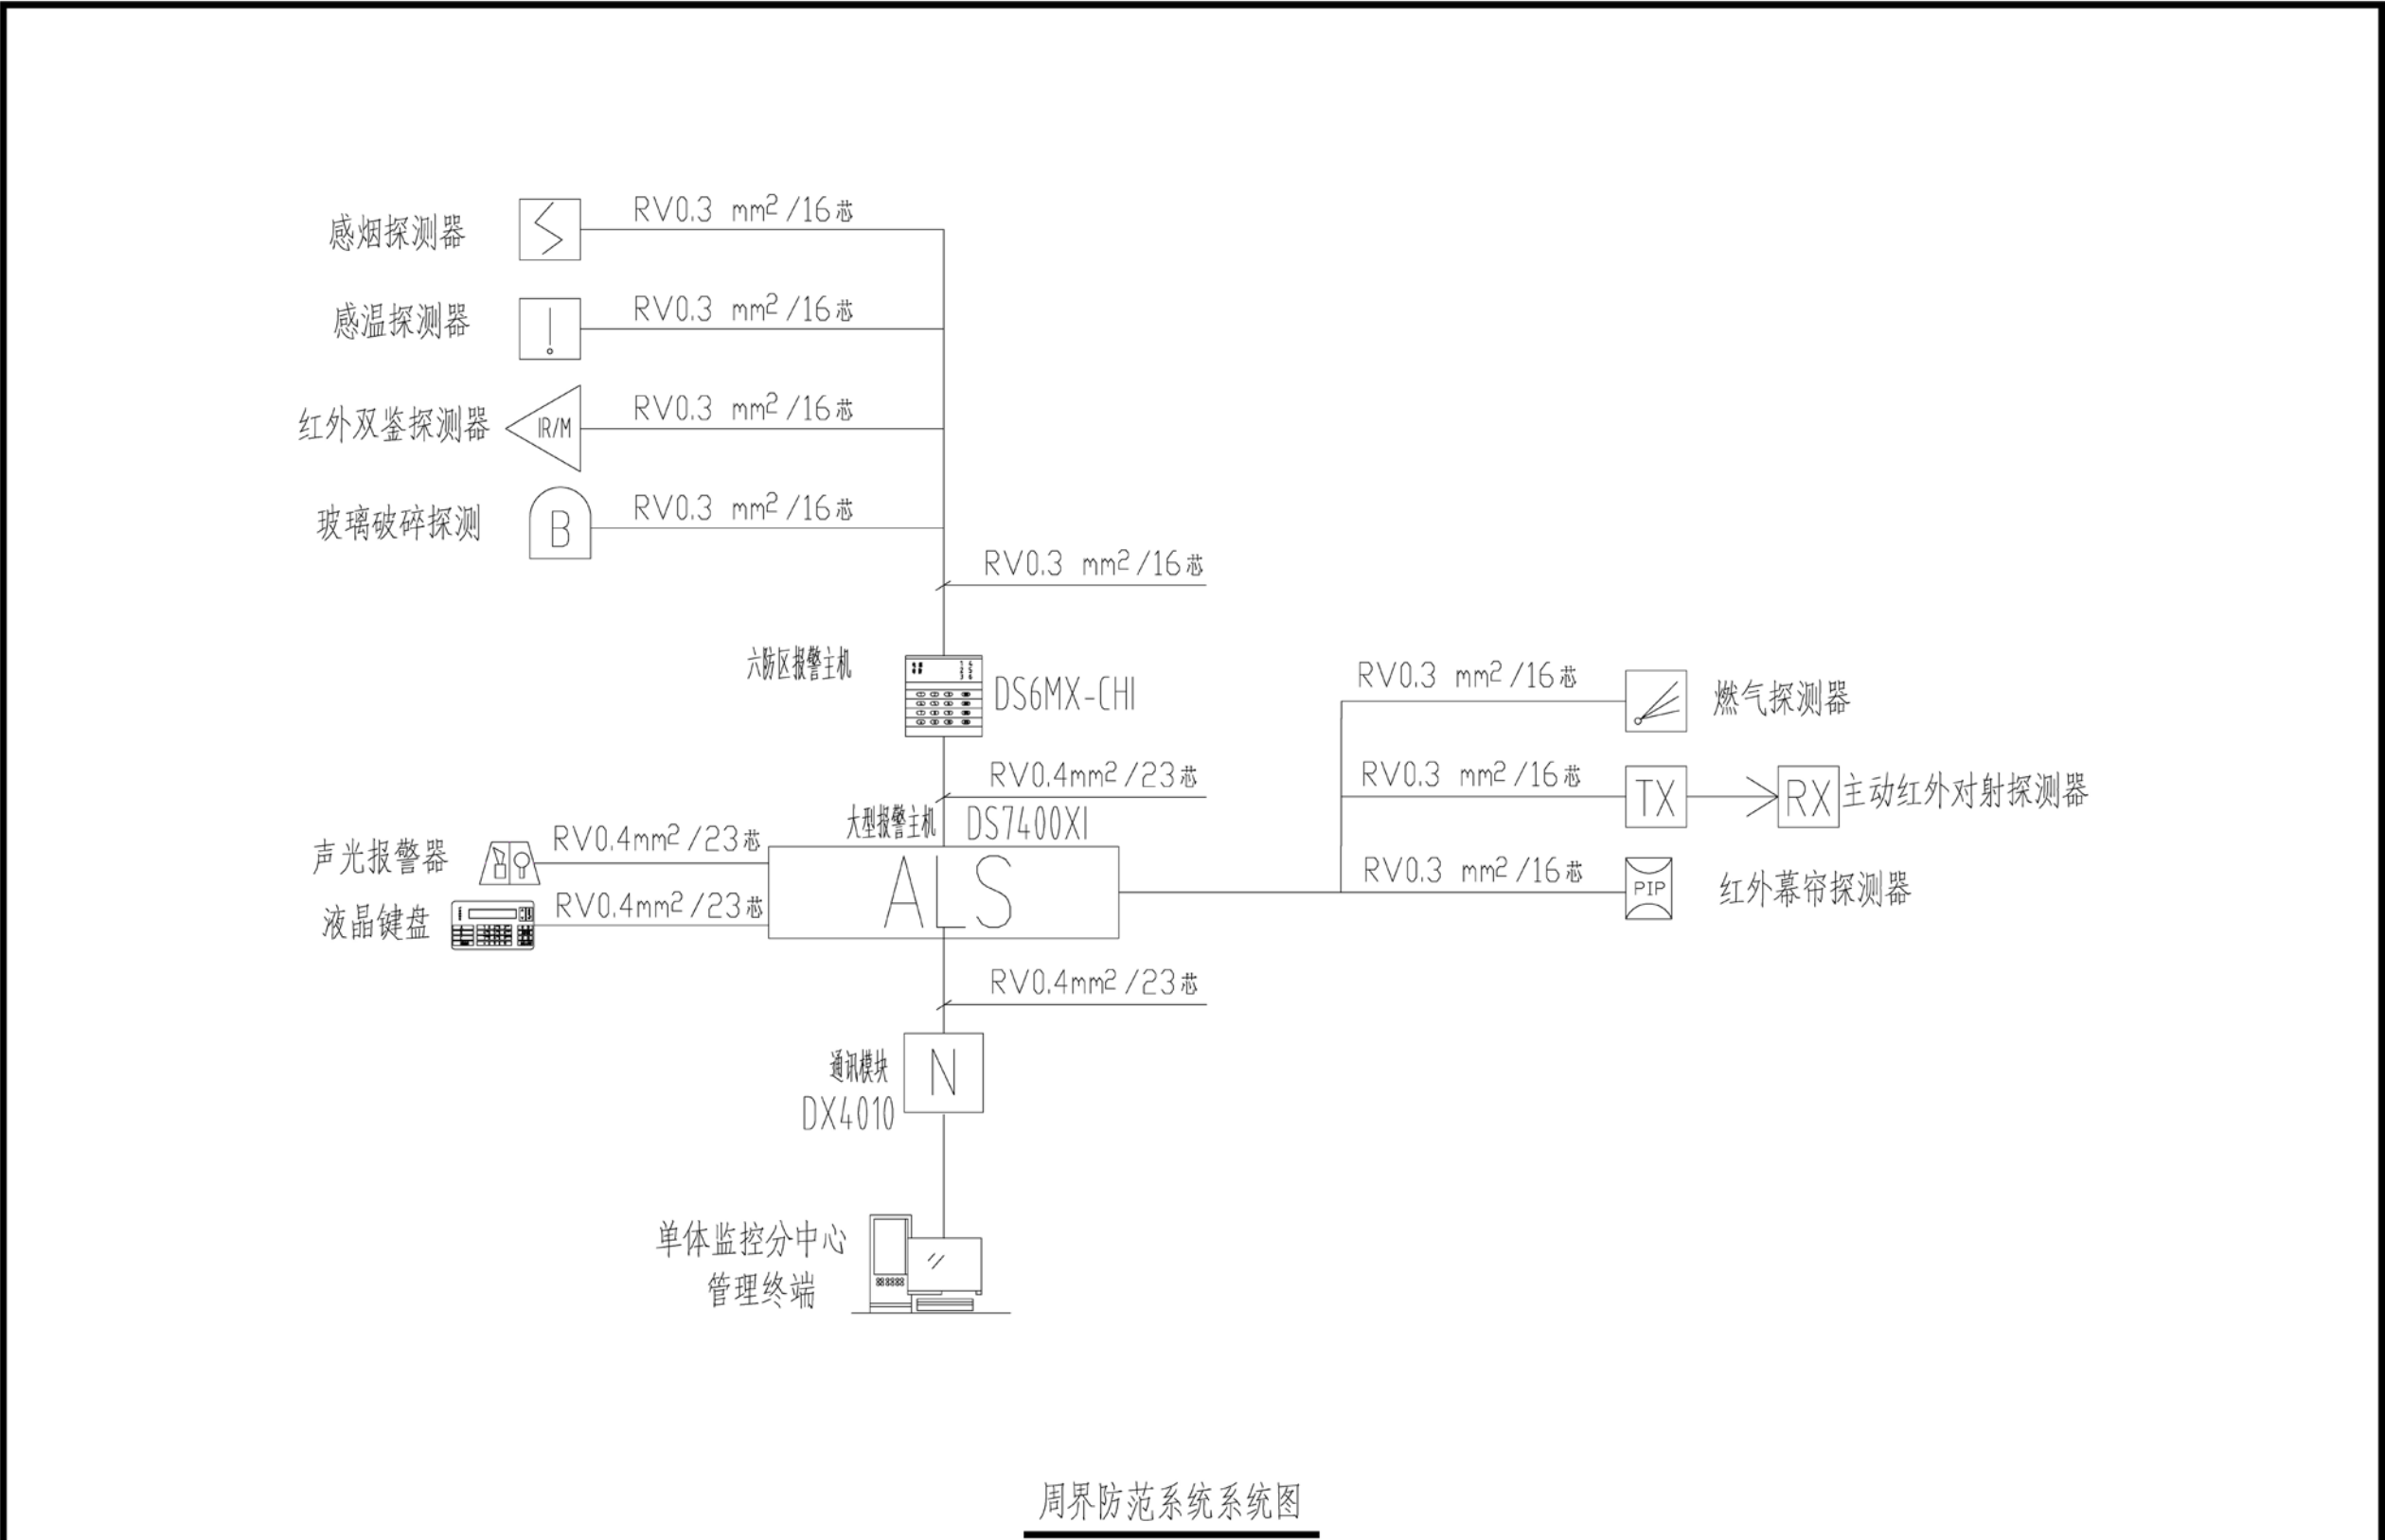 感烟探测器
RV0.3 mm2/16芯
感温探测器
RV0.3 mm2/16芯
红外双鉴探测器
IR/M
RV0.3 mm2/16芯
玻璃破碎探测
B
RV0.3 mm2/16芯
RV0.3 mm2/16芯
六防区报警主机
DS6MX-CHI
RV0.4mm2/23芯
大型报警主机
DS7400XI
声光报警器
RV0.4mm2/23芯
液晶键盘
RV0.4mm2/23芯
ALS
RV0.3 mm2/16芯
燃气探测器
RV0.3 mm2/16芯
TX
RX
主动红外对射探测器
RV0.3 mm2/16芯
PIP
红外幕帘探测器
RV0.4mm2/23芯
通讯模块
DX4010
N
单体监控分中心
管理终端
周界防范系统系统图